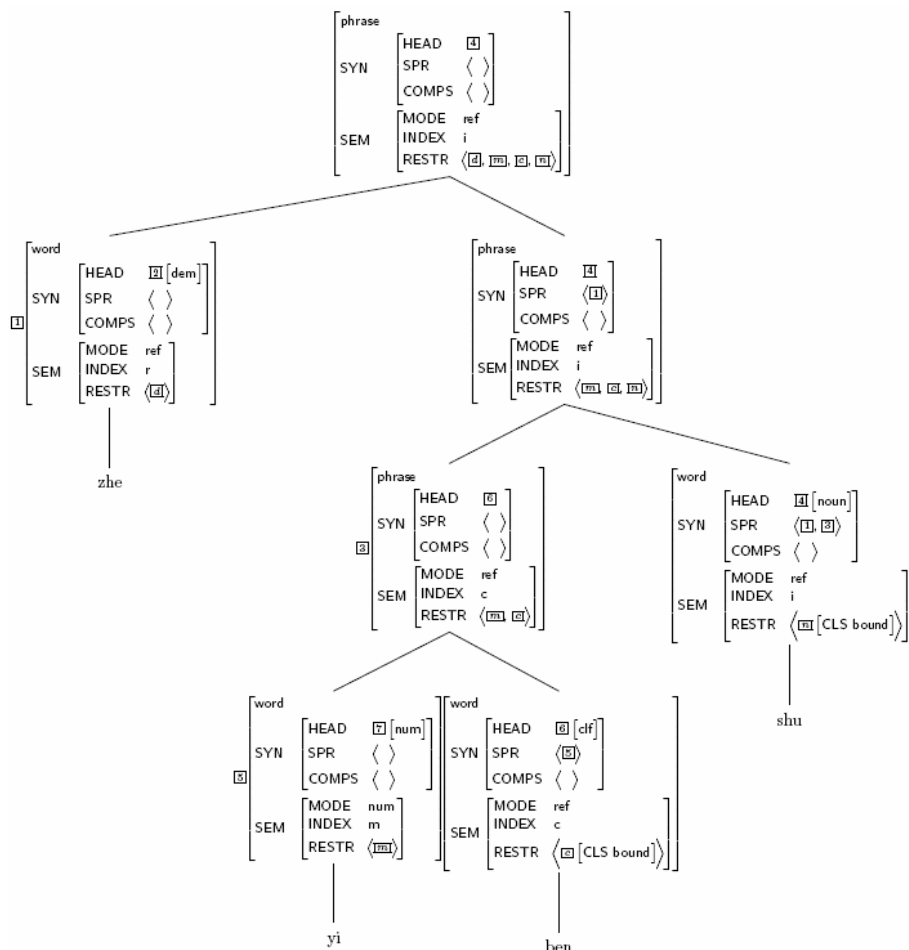 phrase
SYN
HEAD 4
SPR ⟨ ⟩
COMPS ⟨ ⟩
SEM
MODE ref
INDEX i
RESTR ⟨d, m, c, n⟩
1
word
SYN
HEAD 2 [dem]
SPR ⟨ ⟩
COMPS ⟨ ⟩
SEM
MODE ref
INDEX r
RESTR ⟨d⟩
zhe
phrase
SYN
HEAD 4
SPR ⟨1⟩
COMPS ⟨ ⟩
SEM
MODE ref
INDEX i
RESTR ⟨m, c, n⟩
3
phrase
SYN
HEAD 6
SPR ⟨ ⟩
COMPS ⟨ ⟩
SEM
MODE ref
INDEX c
RESTR ⟨m, c⟩
word
SYN
HEAD 4 [noun]
SPR ⟨1, 3⟩
COMPS ⟨ ⟩
SEM
MODE ref
INDEX i
RESTR ⟨n [CLS bound]⟩
shu
5
word
SYN
HEAD 7 [num]
SPR ⟨ ⟩
COMPS ⟨ ⟩
SEM
MODE num
INDEX m
RESTR ⟨m⟩
yi
word
SYN
HEAD 6 [clf]
SPR ⟨5⟩
COMPS ⟨ ⟩
SEM
MODE ref
INDEX c
RESTR ⟨c [CLS bound]⟩
ben